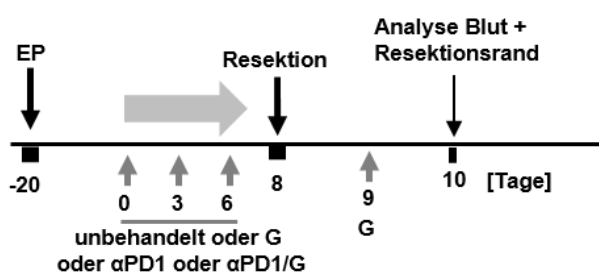 EP
Resektion
Analyse Blut +
Resektionsrand
-20
0
3
6
8
9
10
[Tage]
G
unbehandelt oder G
oder αPD1 oder αPD1/G